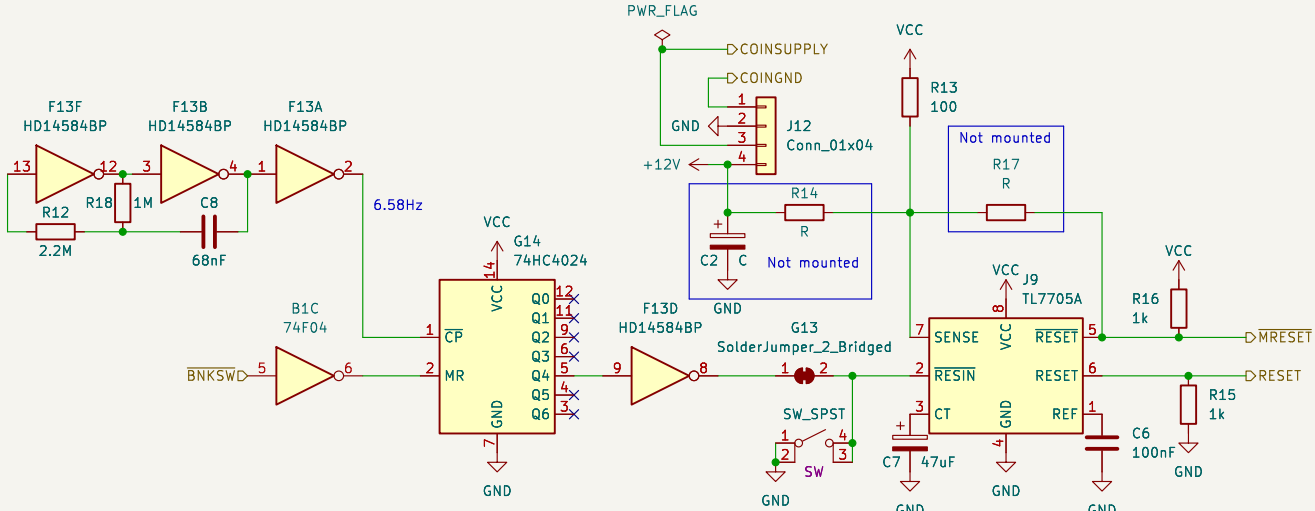 PWR_FLAG
COINSUPPLY
COINGND
1
2
3
4
GND
+12V
J12
Conn_01x04
VCC
R13
100
F13F
HD14584BP
13
12
F13B
HD14584BP
3
4
F13A
HD14584BP
1
2
R12
2.2M
R18
1M
C8
68nF
6.58Hz
Not mounted
R17
R
R14
R
C2
C
Not mounted
GND
VCC
G14
74HC4024
14
VCC
CP
1
MR
2
GND
7
GND
Q0
12
Q1
11
Q2
9
Q3
6
Q4
5
Q5
4
Q6
3
B1C
74F04
BNKSW
5
6
F13D
HD14584BP
9
8
G13
SolderJumper_2_Bridged
1
2
SW_SPST
1
2
4
3
SW
GND
VCC
J9
TL7705A
8
VCC
7
SENSE
2
RESIN
3
CT
RESET
5
RESET
6
REF
1
GND
4
GND
C7
47uF
GND
C6
100nF
GND
VCC
R16
1k
MRESET
RESET
R15
1k
GND